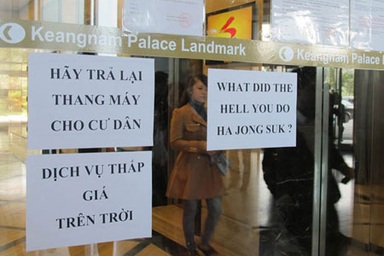 Keangnam Palace Landmark
Keangnam Palace Landm
HÃY TRẢ LẠI
THANG MÁY
CHO CƯ DÂN
WHAT DID THE
HELL YOU DO
HA JONG SUK ?
DỊCH VỤ THẤP
GIÁ
TRÊN TRỜI